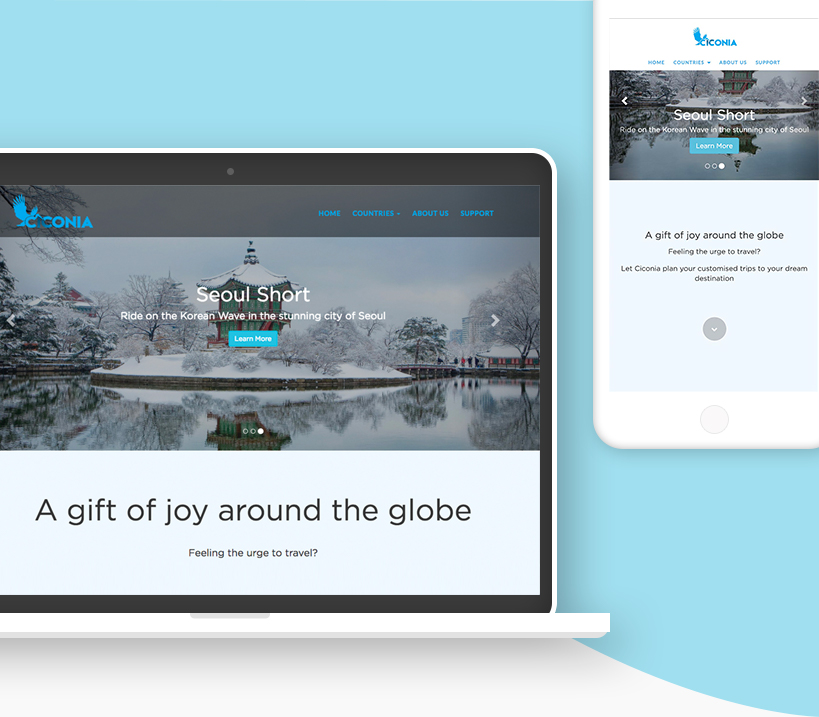 CICONIA
HOME COUNTRIES ABOUT US SUPPORT
Seoul Short
Ride on the Korean Wave in the stunning city of Seoul
Learn More
A gift of joy around the globe
Feeling the urge to travel?
CICONIA
HOME COUNTRIES ABOUT US SUPPORT
Seoul Short
Ride on the Korean Wave in the stunning city of Seoul
Learn More
A gift of joy around the globe
Feeling the urge to travel?
Let Ciconia plan your customised trips to your dream
destination